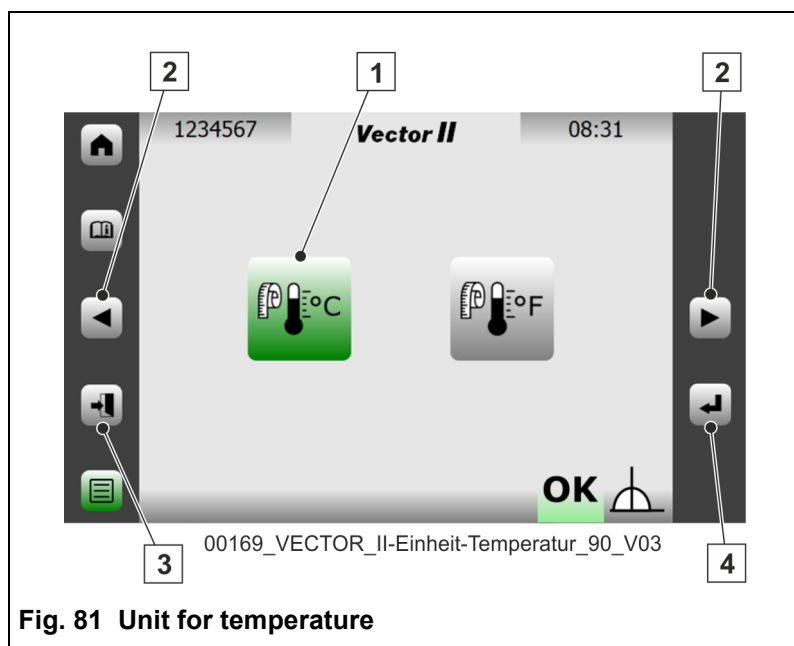 2 1 2
1234567 Vector II 08:31
°C °F
OK
00169_VECTOR_II-Einheit-Temperatur_90_V03
3 4
Fig. 81 Unit for temperature